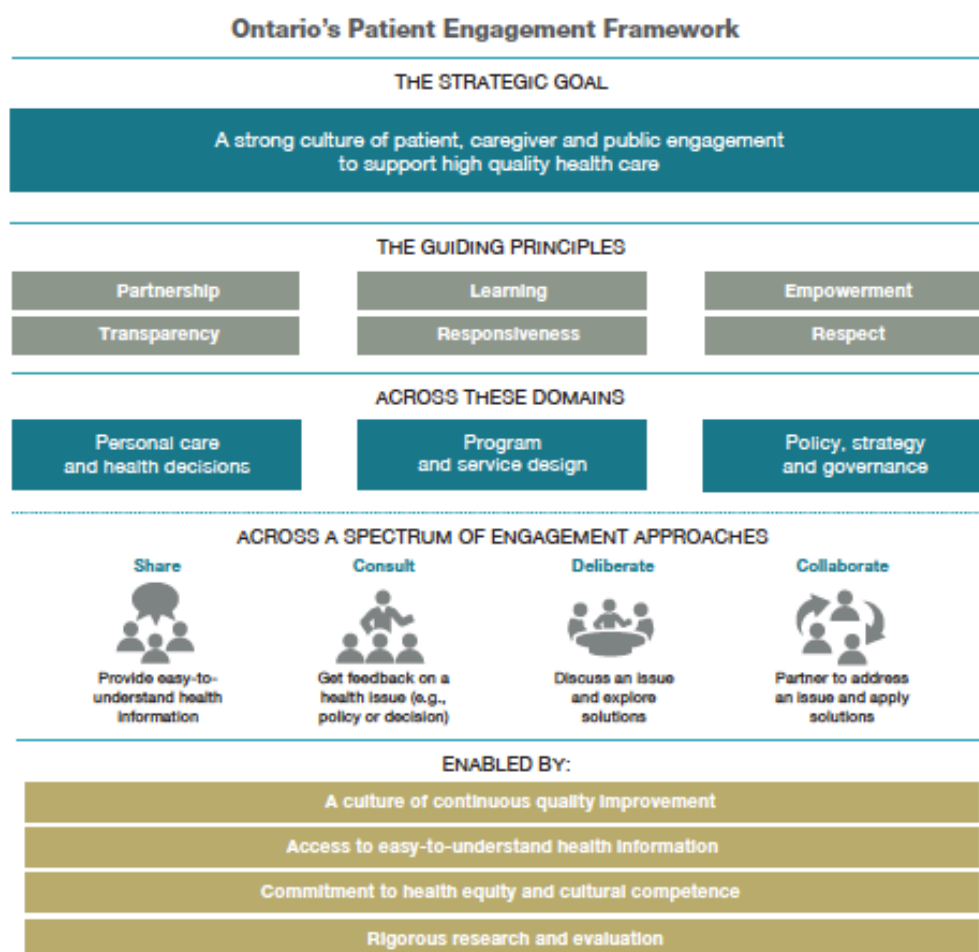 Ontario's Patient Engagement Framework
THE STRATEGIC GOAL
A strong culture of patient, caregiver and public engagement
to support high quality health care
THE GUIDING PRINCIPLES
Partnership
Learning
Empowerment
Transparency
Responsiveness
Respect
ACROSS THESE DOMAINS
Personal care
and health decisions
Program
and service design
Policy, strategy
and governance
ACROSS A SPECTRUM OF ENGAGEMENT APPROACHES
Share
Provide easy-to-
understand health
information
Consult
Get feedback on a
health issue (e.g.,
policy or decision)
Deliberate
Discuss an issue
and explore
solutions
Collaborate
Partner to address
an issue and apply
solutions
ENABLED BY:
A culture of continuous quality improvement
Access to easy-to-understand health information
Commitment to health equity and cultural competence
Rigorous research and evaluation